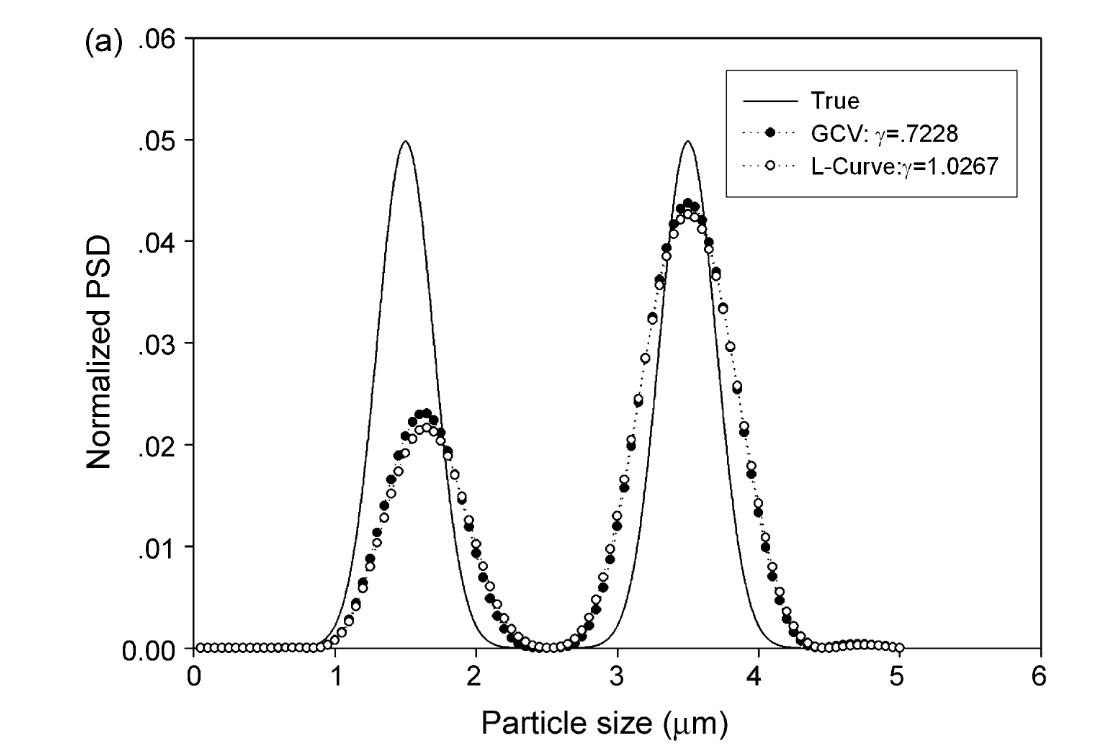 (a)
.06
.05
.04
.03
.02
.01
0.00
Normalized PSD
True
GCV: γ=.7228
L-Curve:γ=1.0267
0 1 2 3 4 5 6
Particle size (μm)